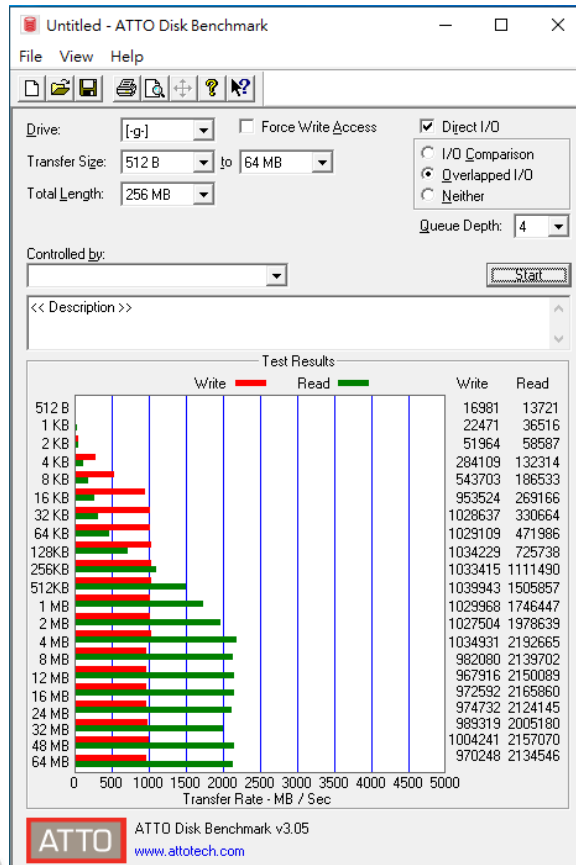 Untitled - ATTO Disk Benchmark
File View Help
Drive: [-g-] Force Write Access Direct I/O
Transfer Size: 512 B to 64 MB I/O Comparison
Overlapped I/O
Total Length: 256 MB Neither
Queue Depth: 4
Controlled by:
Start
<< Description >>
Test Results
Write Read Write Read
512 B 16981 13721
1 KB 22471 36516
2 KB 51964 58587
4 KB 284109 132314
8 KB 543703 186533
16 KB 953524 269166
32 KB 1028637 330664
64 KB 1029109 471986
128KB 1034229 725738
256KB 1033415 1111490
512KB 1039943 1505857
1 MB 1029968 1746447
2 MB 1027504 1978639
4 MB 1034931 2192665
8 MB 982080 2139702
12 MB 967916 2150089
16 MB 972592 2165860
24 MB 974732 2124145
32 MB 989319 2005180
48 MB 1004241 2157070
64 MB 970248 2134546
0 500 1000 1500 2000 2500 3000 3500 4000 4500 5000
Transfer Rate - MB / Sec
ATTO ATTO Disk Benchmark v3.05
www.attotech.com